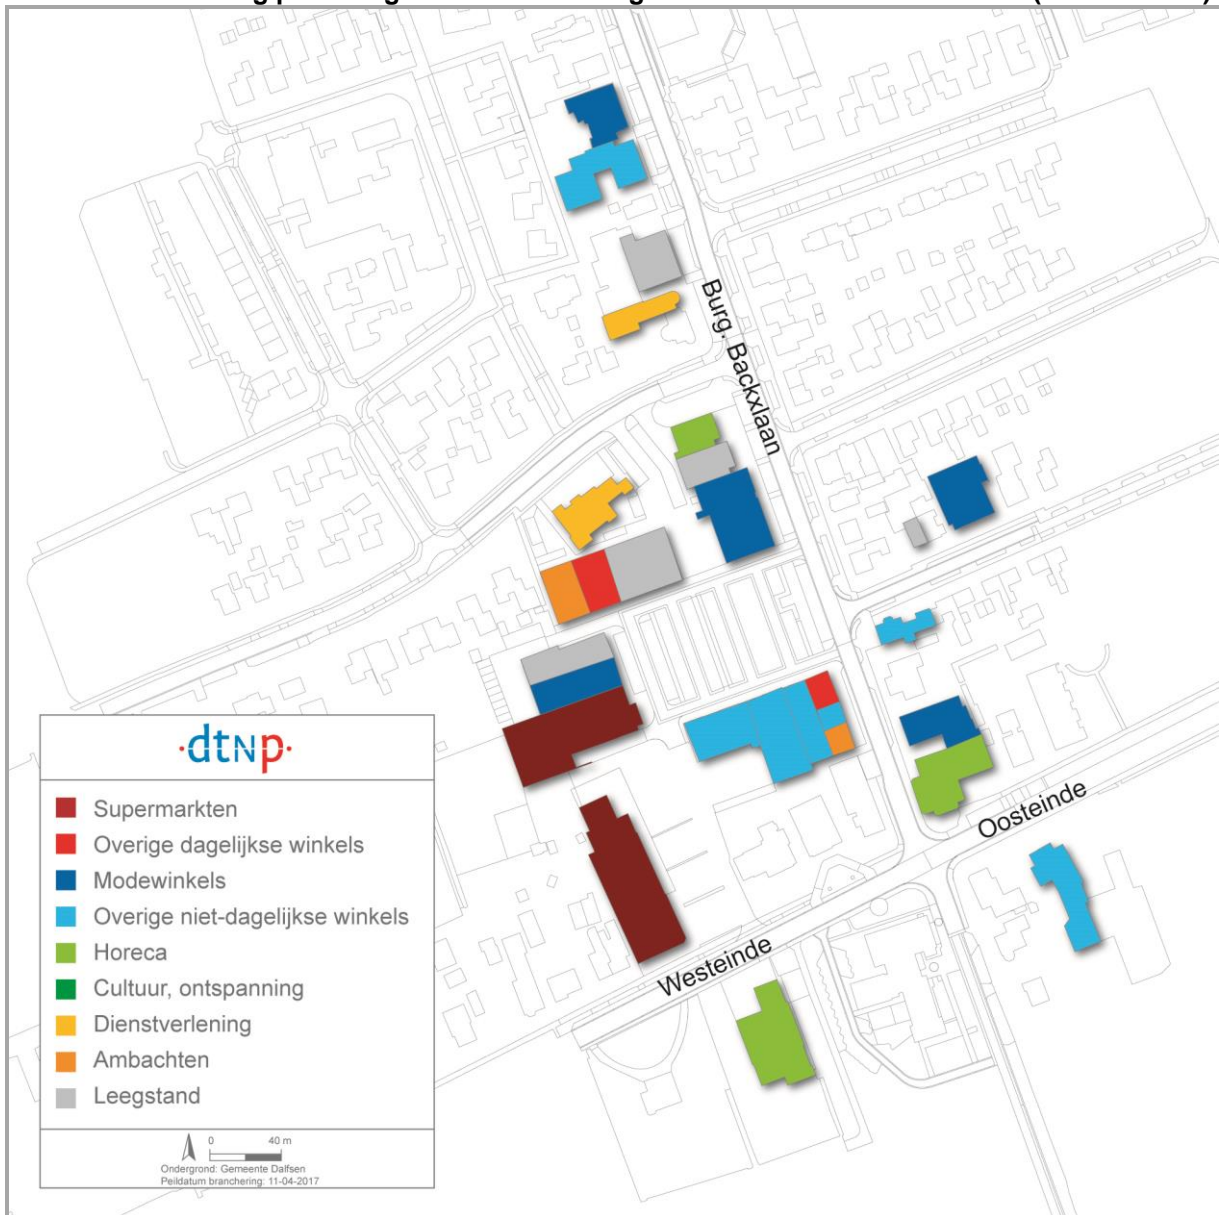 Burg. Backxlaan
Oosteinde
Westeinde
·dtNp·
Supermarkten
Overige dagelijkse winkels
Modewinkels
Overige niet-dagelijkse winkels
Horeca
Cultuur, ontspanning
Dienstverlening
Ambachten
Leegstand
0 40 m
Ondergrond: Gemeente Dalfsen
Peildatum branchering: 11-04-2017